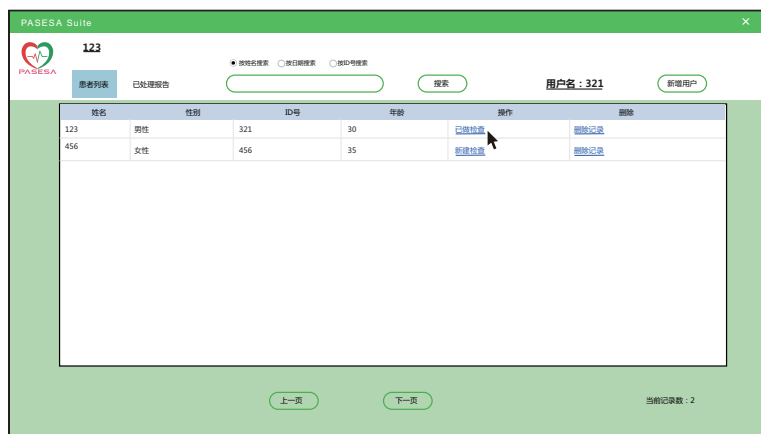 PASESA Suite ×
123
PASESA
按姓名搜索 按日期搜索 按ID号搜索
患者列表 已处理报告 搜索 用户名：321 新增用户
姓名 性别 ID号 年龄 操作 删除
123 男性 321 30 已做检查 删除记录
456 女性 456 35 新建检查 删除记录
上一页 下一页 当前记录数：2